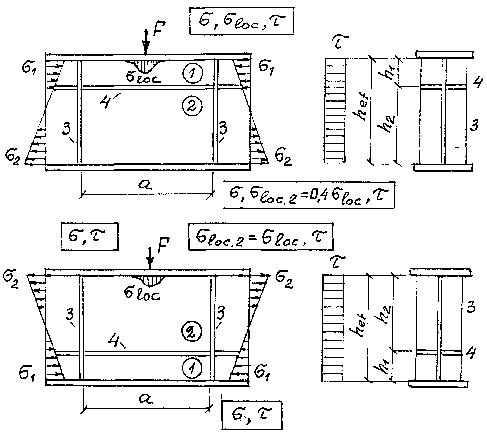 σ, σloc, τ
F
σ1
σloc
1
σ1
4
2
3
3
σ2
σ2
a
τ
hef
h1
h2
4
3
σ, σloc,2=0,4σloc, τ
σ, τ
F
σloc,2=σloc, τ
σ2
σloc
σ2
3
3
4
2
σ1
1
σ1
a
τ
hef
h2
h1
3
4
σ, τ